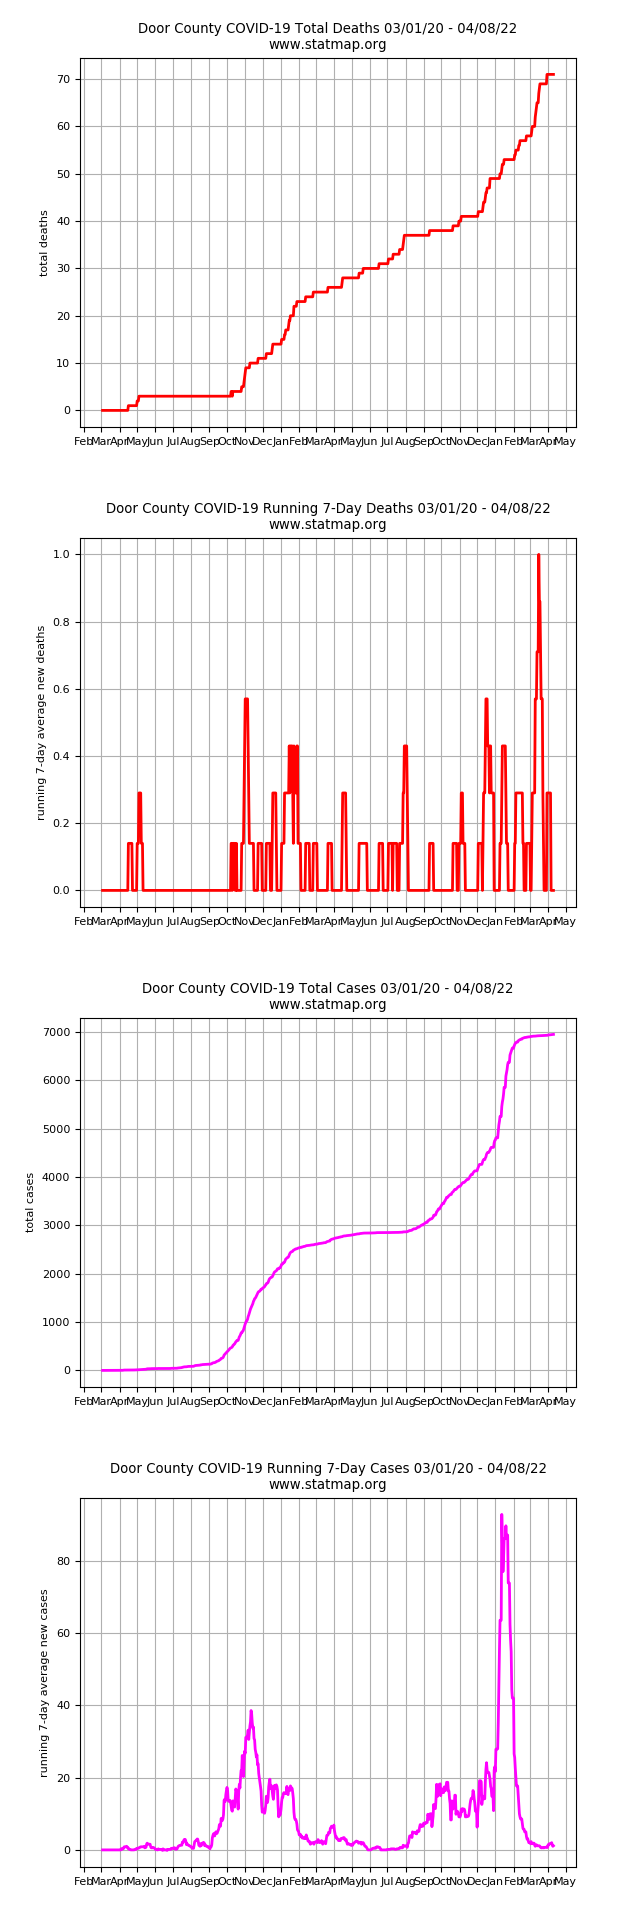 Door County COVID-19 Total Deaths 03/01/20 - 04/08/22
www.statmap.org
total deaths
70
60
50
40
30
20
10
0
Feb Mar Apr May Jun Jul Aug Sep Oct Nov Dec Jan Feb Mar Apr May Jun Jul Aug Sep Oct Nov Dec Jan Feb Mar Apr May
Door County COVID-19 Running 7-Day Deaths 03/01/20 - 04/08/22
www.statmap.org
running 7-day average new deaths
1.0
0.8
0.6
0.4
0.2
0.0
Feb Mar Apr May Jun Jul Aug Sep Oct Nov Dec Jan Feb Mar Apr May Jun Jul Aug Sep Oct Nov Dec Jan Feb Mar Apr May
Door County COVID-19 Total Cases 03/01/20 - 04/08/22
www.statmap.org
total cases
7000
6000
5000
4000
3000
2000
1000
0
Feb Mar Apr May Jun Jul Aug Sep Oct Nov Dec Jan Feb Mar Apr May Jun Jul Aug Sep Oct Nov Dec Jan Feb Mar Apr May
Door County COVID-19 Running 7-Day Cases 03/01/20 - 04/08/22
www.statmap.org
running 7-day average new cases
80
60
40
20
0
Feb Mar Apr May Jun Jul Aug Sep Oct Nov Dec Jan Feb Mar Apr May Jun Jul Aug Sep Oct Nov Dec Jan Feb Mar Apr May